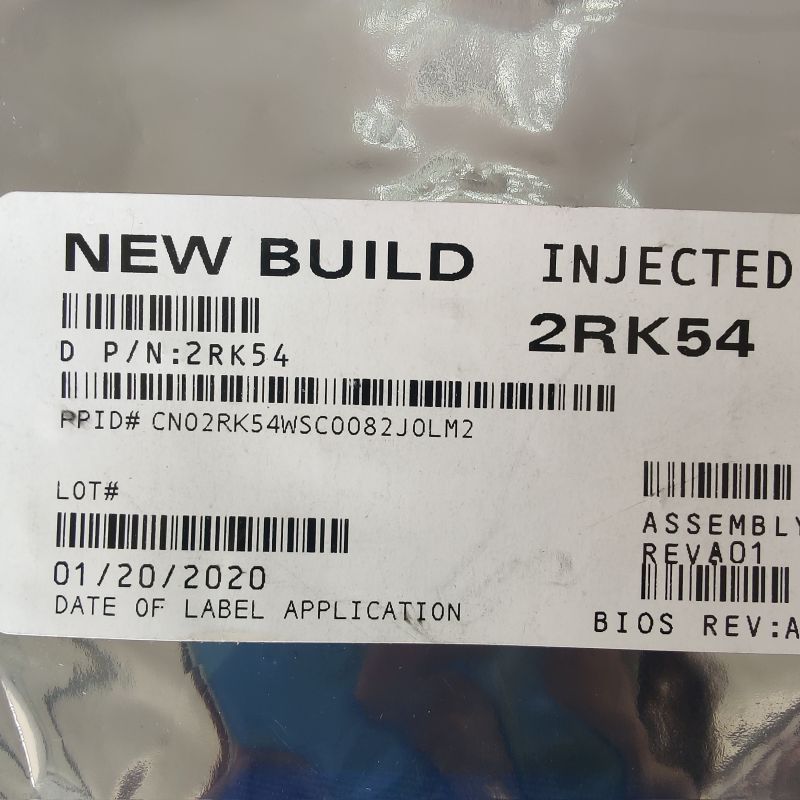 NEW BUILD INJECTED
2RK54
D P/N:2RK54
PPID# CN02RK54WSC0082J0LM2
LOT#
ASSEMBLY
REVA01
01/20/2020
DATE OF LABEL APPLICATION
BIOS REV:A